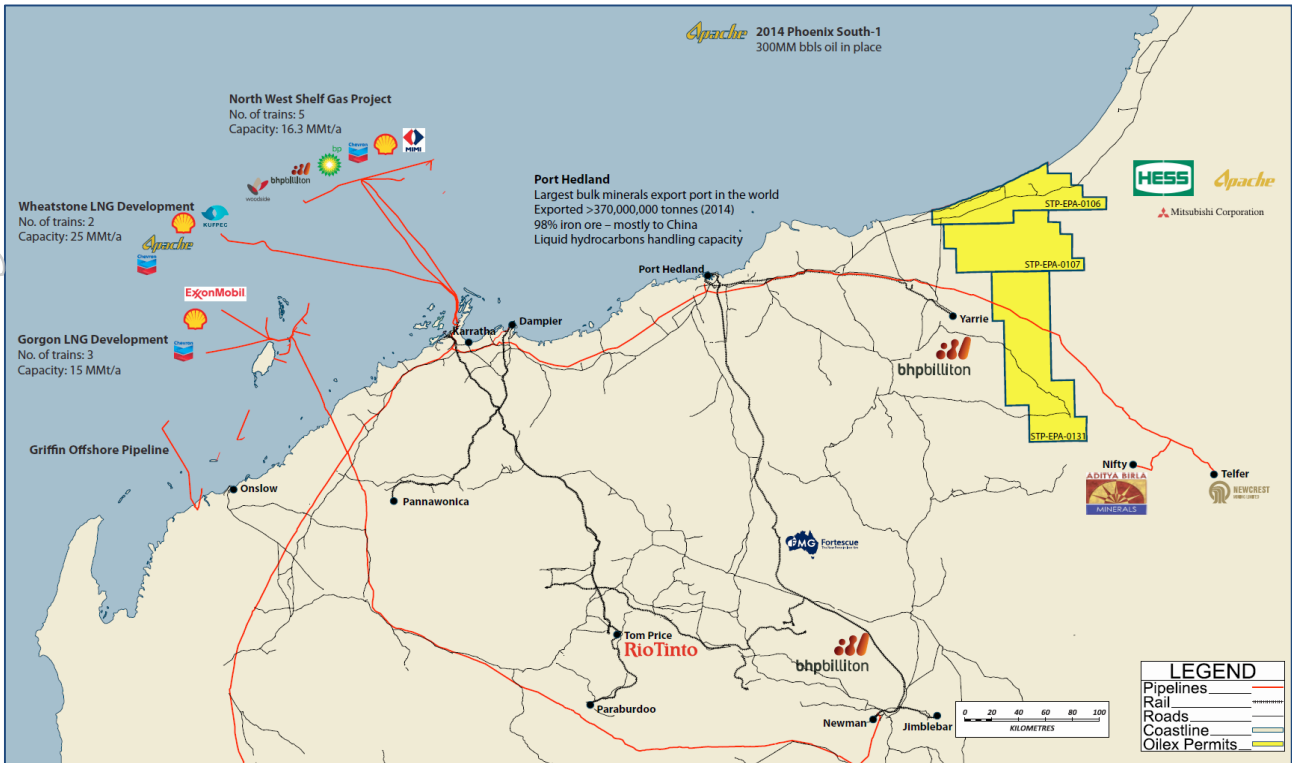 Apache
2014 Phoenix South-1
300MM bbls oil in place
North West Shelf Gas Project
No. of trains: 5
Capacity: 16.3 MMt/a
woodside
bhpbilliton
bp
Chevron
MIMI
Port Hedland
Largest bulk minerals export port in the world
Exported >370,000,000 tonnes (2014)
98% iron ore – mostly to China
Liquid hydrocarbons handling capacity
HESS
Apache
Mitsubishi Corporation
STP-EPA-0106
STP-EPA-0107
STP-EPA-0131
Wheatstone LNG Development
No. of trains: 2
Capacity: 25 MMt/a
KUFPEC
Apache
Chevron
ExxonMobil
Gorgon LNG Development
No. of trains: 3
Capacity: 15 MMt/a
Chevron
Griffin Offshore Pipeline
Port Hedland
Dampier
Karratha
Yarrie
bhpbilliton
Onslow
Pannawonica
Nifty
ADITYA BIRLA
MINERALS
Telfer
NEWCREST
FMG Fortescue
Tom Price
RioTinto
bhpbilliton
Paraburdoo
Newman
Jimblebar
0 20 40 60 80 100
KILOMETRES
LEGEND
Pipelines
Rail
Roads
Coastline
Oilex Permits